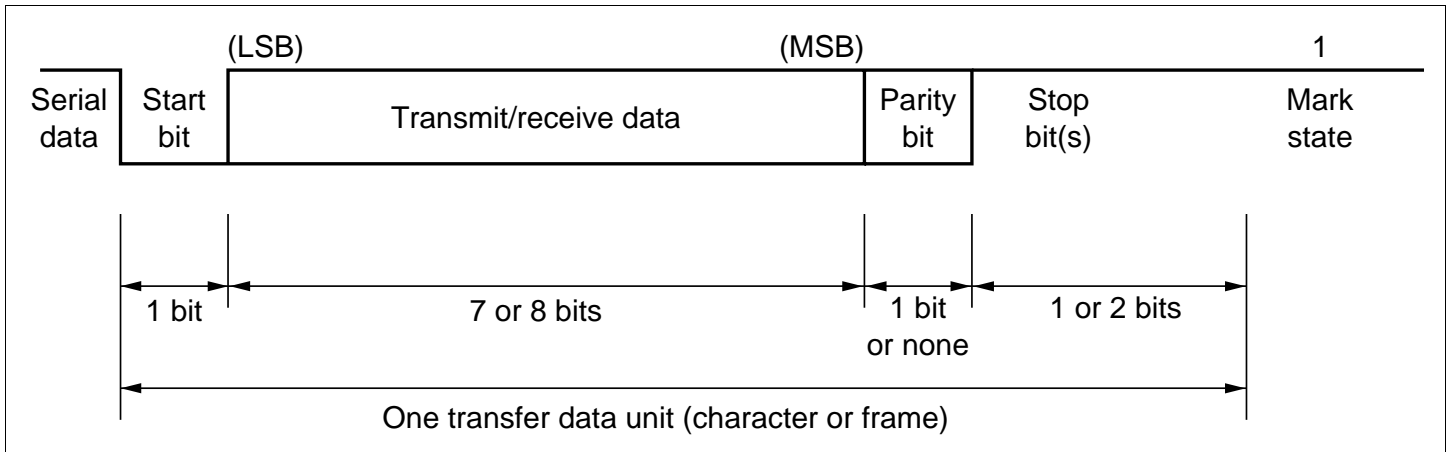 (LSB) (MSB) 1
Serial Start Transmit/receive data Parity Stop Mark
data bit bit bit(s) state
1 bit 7 or 8 bits 1 bit 1 or 2 bits
or none
One transfer data unit (character or frame)